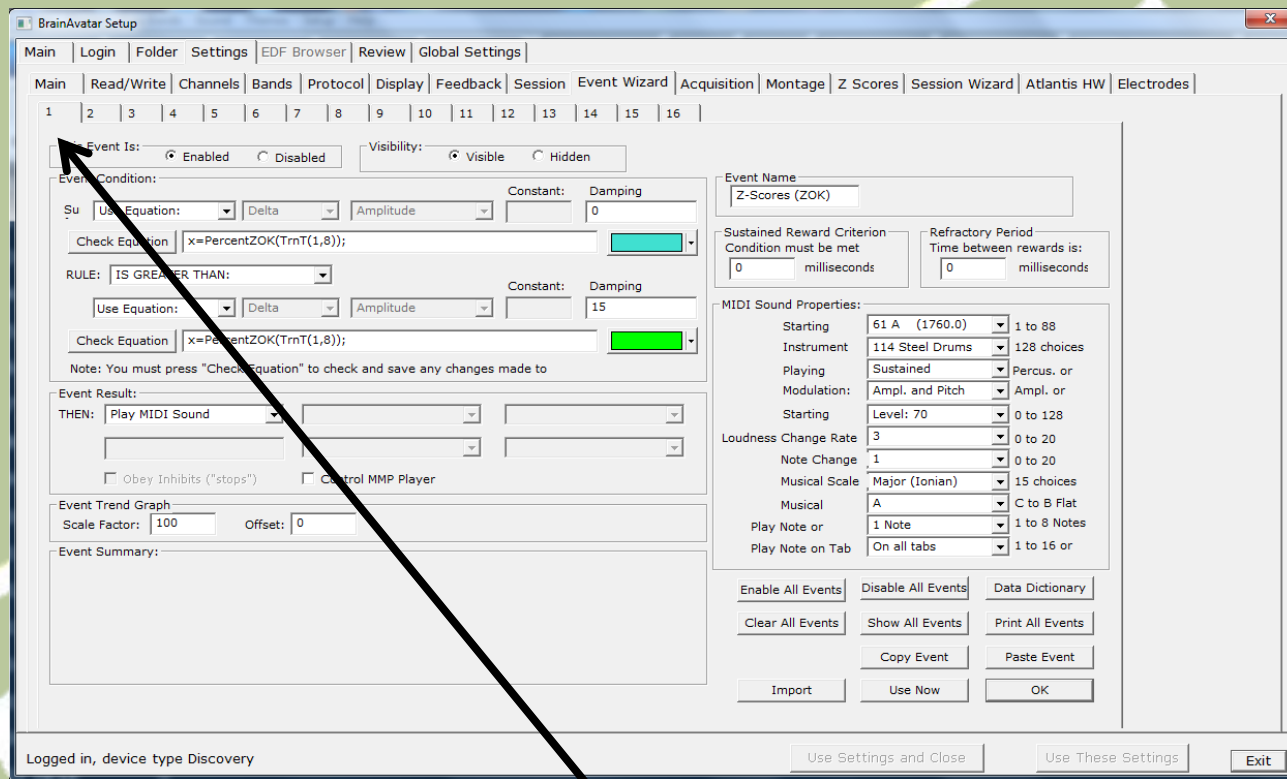 BrainAvatar Setup
Main Login Folder Settings EDF Browser Review Global Settings
Main Read/Write Channels Bands Protocol Display Feedback Session Event Wizard Acquisition Montage Z Scores Session Wizard Atlantis HW Electrodes
1 2 3 4 5 6 7 8 9 10 11 12 13 14 15 16
Event Is: Enabled Disabled Visibility: Visible Hidden
Event Condition:
Constant: Damping
Su Use Equation: Delta Amplitude 0
Check Equation x=PercentZOK(TrnT(1,8));
RULE: IS GREATER THAN:
Constant: Damping
Use Equation: Delta Amplitude 15
Check Equation x=PercentZOK(TrnT(1,8));
Note: You must press "Check Equation" to check and save any changes made to
Event Result:
THEN: Play MIDI Sound
Obey Inhibits ("stops") Control MMP Player
Event Trend Graph
Scale Factor: 100 Offset: 0
Event Summary:
Event Name
Z-Scores (ZOK)
Sustained Reward Criterion
Condition must be met
0 milliseconds
Refractory Period
Time between rewards is:
0 milliseconds
MIDI Sound Properties:
Starting 61 A (1760.0) 1 to 88
Instrument 114 Steel Drums 128 choices
Playing Sustained Percus. or
Modulation: Ampl. and Pitch Ampl. or
Starting Level: 70 0 to 128
Loudness Change Rate 3 0 to 20
Note Change 1 0 to 20
Musical Scale Major (Ionian) 15 choices
Musical A C to B Flat
Play Note or 1 Note 1 to 8 Notes
Play Note on Tab On all tabs 1 to 16 or
Enable All Events Disable All Events Data Dictionary
Clear All Events Show All Events Print All Events
Copy Event Paste Event
Import Use Now OK
Logged in, device type Discovery Use Settings and Close Use These Settings Exit